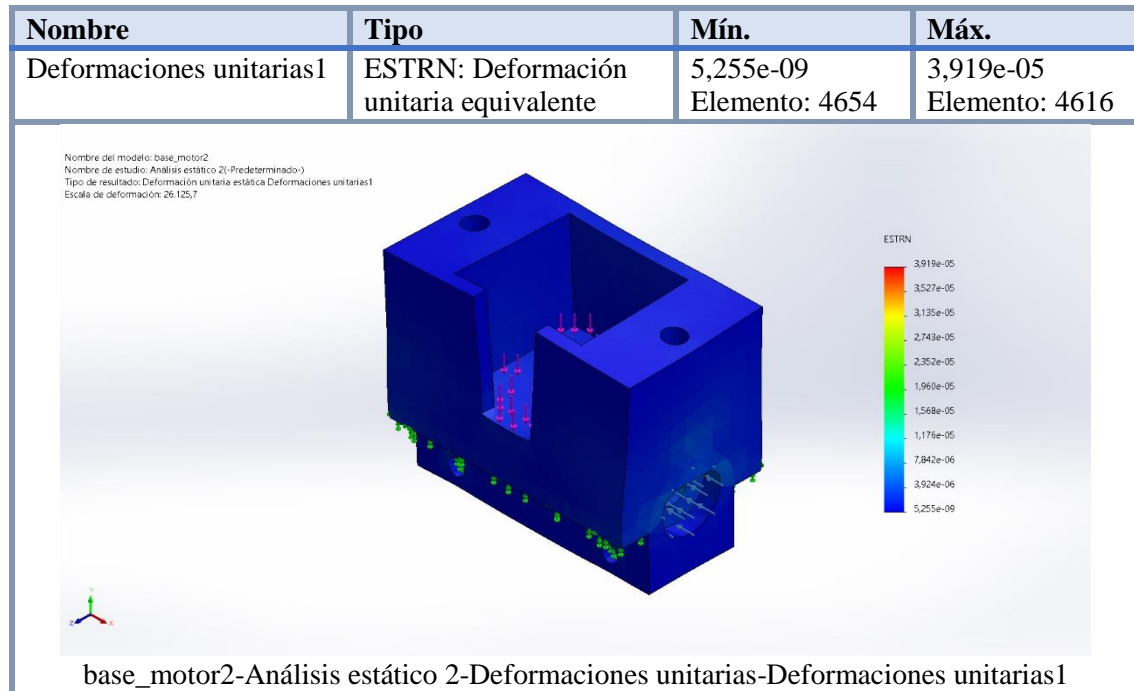 Nombre Tipo Mín. Máx.
Deformaciones unitarias1 ESTRN: Deformación unitaria equivalente 5,255e-09 Elemento: 4654 3,919e-05 Elemento: 4616
Nombre del modelo: base_motor2
Nombre de estudio: Análisis estático 2(-Predeterminado-)
Tipo de resultado: Deformación unitaria estática Deformaciones unitarias1
Escala de deformación: 26.125,7
ESTRN
3,919e-05
3,527e-05
3,135e-05
2,743e-05
2,352e-05
1,960e-05
1,568e-05
1,176e-05
7,842e-06
3,924e-06
5,255e-09
Y
Z X
base_motor2-Análisis estático 2-Deformaciones unitarias-Deformaciones unitarias1